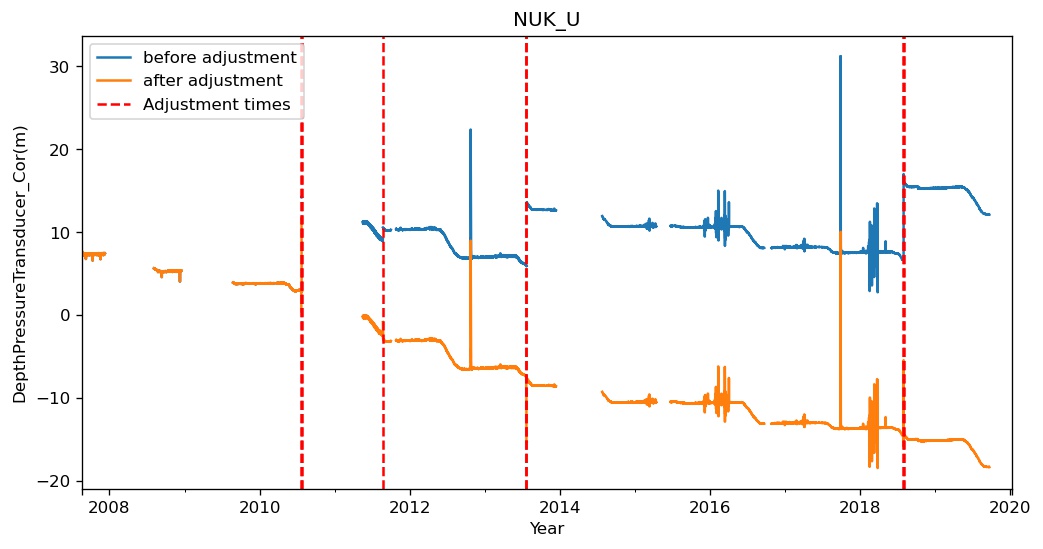 NUK_U
before adjustment
after adjustment
Adjustment times
DepthPressureTransducer_Cor(m)
30
20
10
0
−10
−20
2008 2010 2012 2014 2016 2018 2020
Year